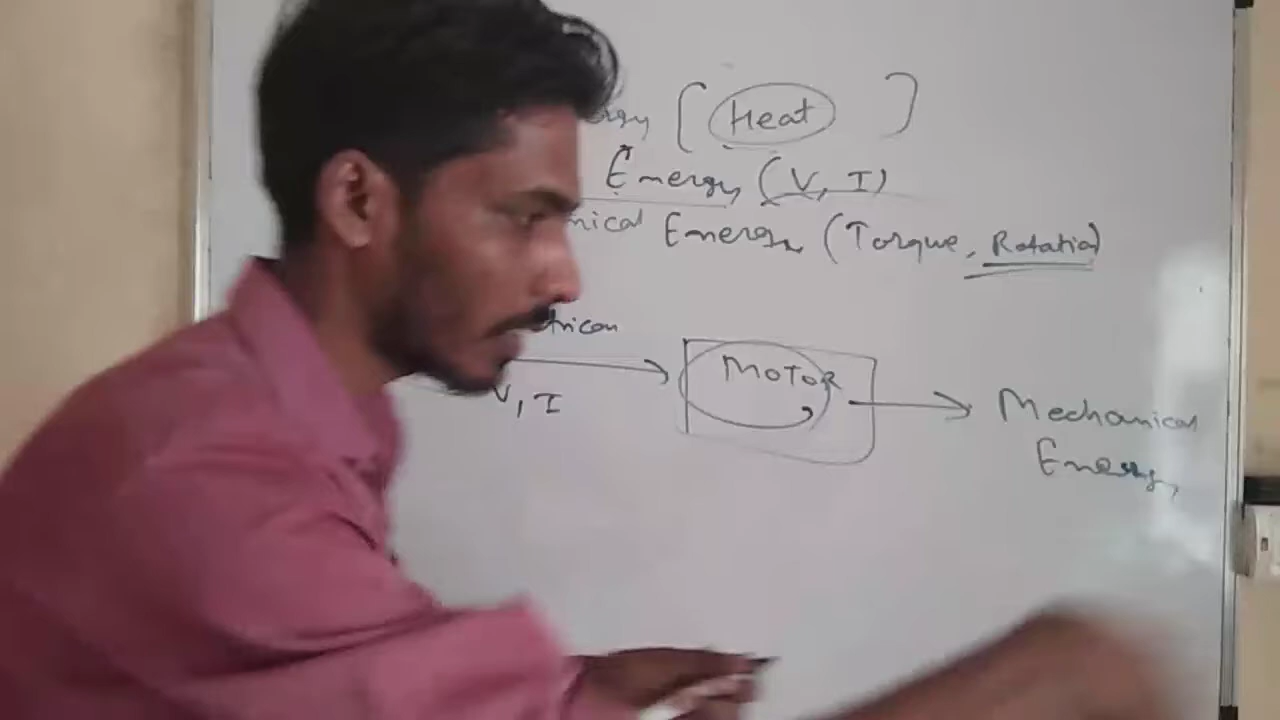 [Heat]
Energy (V, I)
Energy (Torque, Rotation)
MOTOR
V, I
Mechanical
Energy